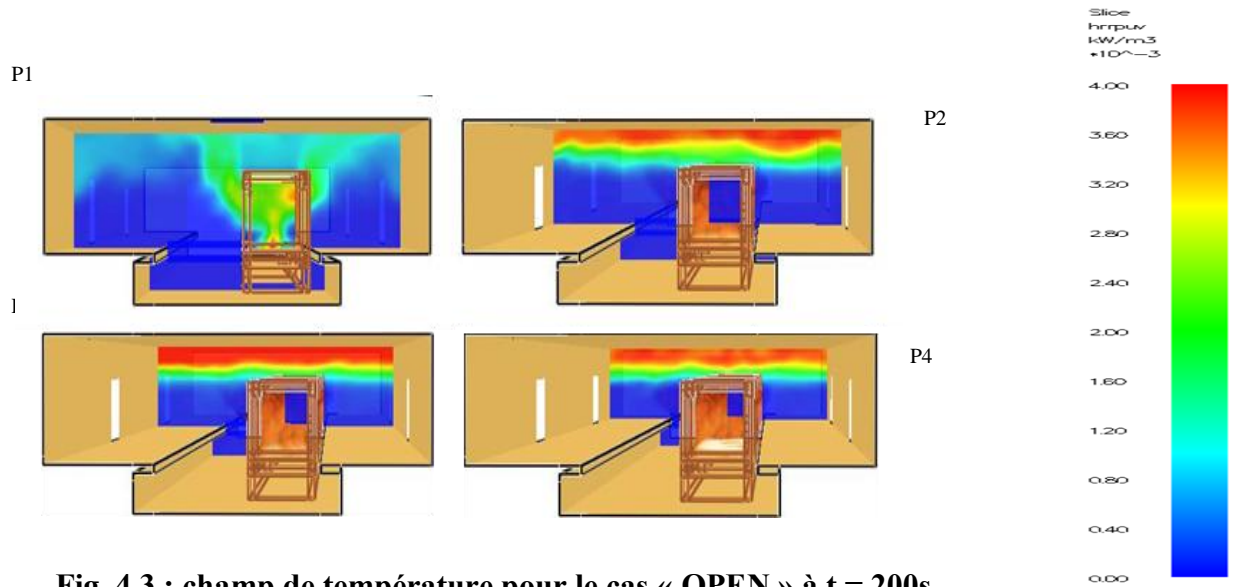 Slice
hrrpuv
kW/m3
*10^-3
P1
4.00
P2
3.60
3.20
2.80
2.40
2.00
P4
1.60
1.20
0.80
0.40
0.00
Fig. 4.3 : champ de température pour le cas « OPEN » à t = 200s